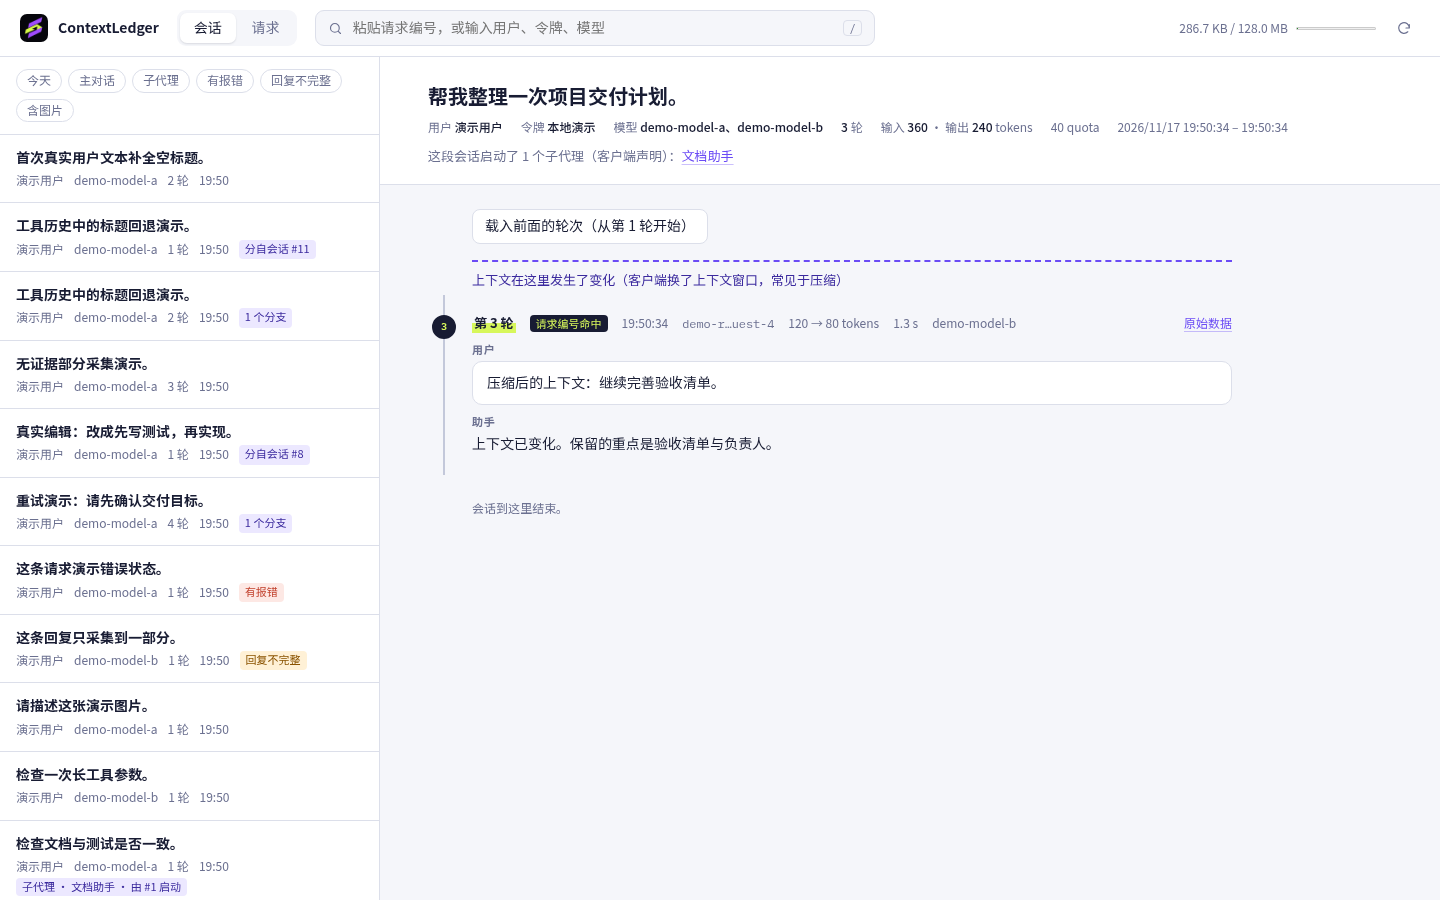 ContextLedger
会话 请求
粘贴请求编号，或输入用户、令牌、模型 /
286.7 KB / 128.0 MB
今天 主对话 子代理 有报错 回复不完整
含图片
首次真实用户文本补全空标题。
演示用户 demo-model-a 2 轮 19:50
工具历史中的标题回退演示。
演示用户 demo-model-a 1 轮 19:50 分自会话 #11
工具历史中的标题回退演示。
演示用户 demo-model-a 2 轮 19:50 1 个分支
无证据部分采集演示。
演示用户 demo-model-a 3 轮 19:50
真实编辑：改成先写测试，再实现。
演示用户 demo-model-a 1 轮 19:50 分自会话 #8
重试演示：请先确认交付目标。
演示用户 demo-model-a 4 轮 19:50 1 个分支
这条请求演示错误状态。
演示用户 demo-model-a 1 轮 19:50 有报错
这条回复只采集到一部分。
演示用户 demo-model-b 1 轮 19:50 回复不完整
请描述这张演示图片。
演示用户 demo-model-a 1 轮 19:50
检查一次长工具参数。
演示用户 demo-model-b 1 轮 19:50
检查文档与测试是否一致。
演示用户 demo-model-a 1 轮 19:50
子代理 · 文档助手 · 由 #1 启动
帮我整理一次项目交付计划。
用户 演示用户 令牌 本地演示 模型 demo-model-a、demo-model-b 3 轮 输入 360 · 输出 240 tokens 40 quota 2026/11/17 19:50:34 – 19:50:34
这段会话启动了 1 个子代理（客户端声明）：文档助手
载入前面的轮次（从第 1 轮开始）
上下文在这里发生了变化（客户端换了上下文窗口，常见于压缩）
3 第 3 轮 请求编号命中 19:50:34 demo-r…uest-4 120 → 80 tokens 1.3 s demo-model-b 原始数据
用户
压缩后的上下文：继续完善验收清单。
助手
上下文已变化。保留的重点是验收清单与负责人。
会话到这里结束。